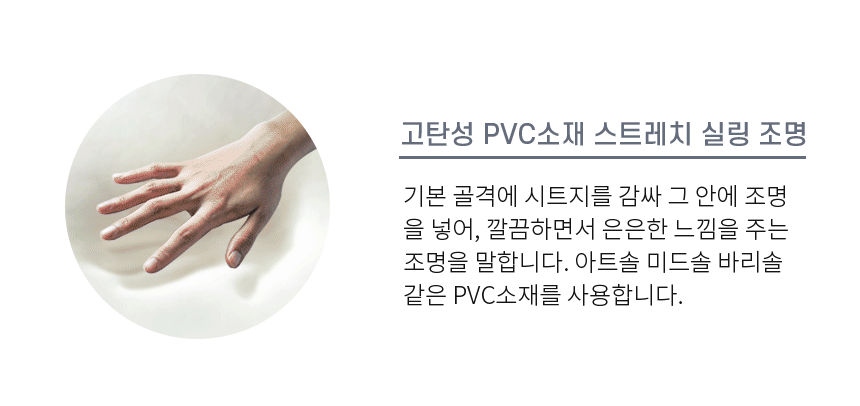 고탄성 PVC소재 스트레치 실링 조명
기본 골격에 시트지를 감싸 그 안에 조명
을 넣어, 깔끔하면서 은은한 느낌을 주는
조명을 말합니다. 아트솔 미드솔 바리솔
같은 PVC소재를 사용합니다.